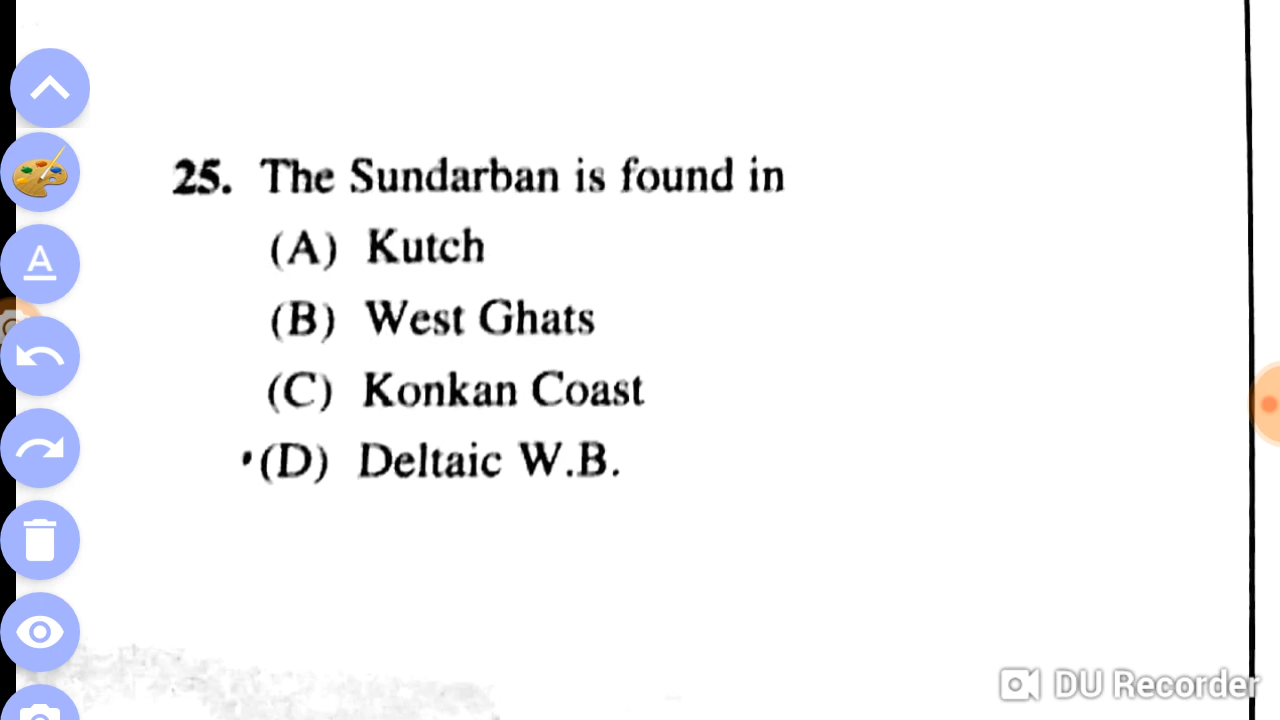 25. The Sundarban is found in
(A) Kutch
(B) West Ghats
(C) Konkan Coast
(D) Deltaic W.B.
A
DU Recorder